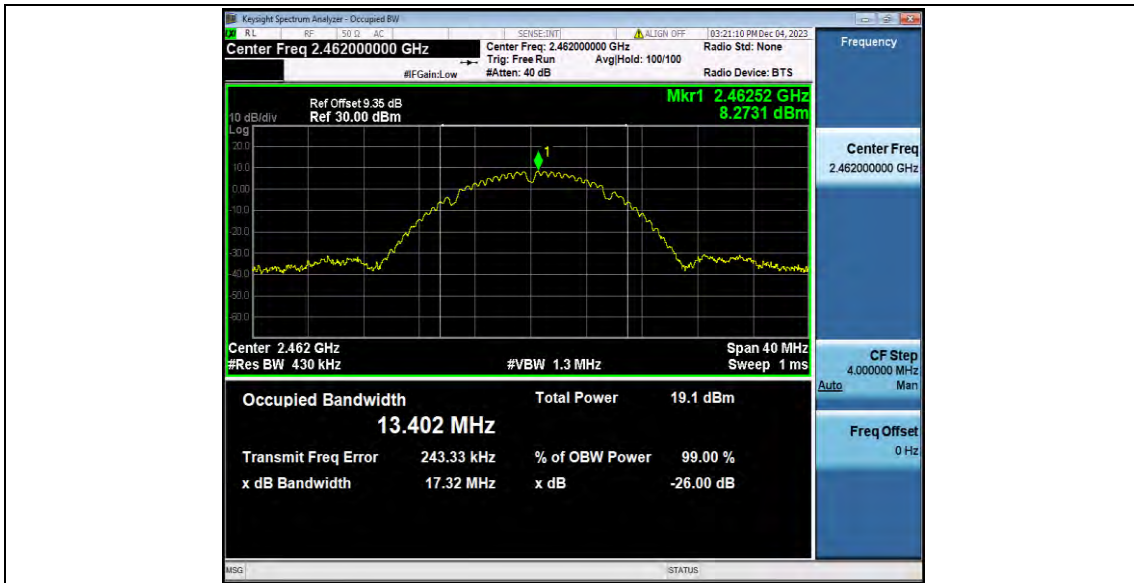 Keysight Spectrum Analyzer - Occupied BW
RL RF 50 Ω AC SENSE:INT ALIGN OFF 03:21:10 PM Dec 04, 2023
Center Freq 2.462000000 GHz
Center Freq: 2.462000000 GHz
Radio Std: None
Trig: Free Run Avg|Hold: 100/100
#IFGain:Low #Atten: 40 dB Radio Device: BTS
Frequency
Mkr1 2.46252 GHz
8.2731 dBm
Ref Offset 9.35 dB
10 dB/div Ref 30.00 dBm
Log
20.0
10.0
0.00
-10.0
-20.0
-30.0
-40.0
-50.0
-60.0
1
Center 2.462 GHz Span 40 MHz
#Res BW 430 kHz #VBW 1.3 MHz Sweep 1 ms
Center Freq
2.462000000 GHz
CF Step
4.000000 MHz
Auto Man
Freq Offset
0 Hz
Occupied Bandwidth Total Power 19.1 dBm
13.402 MHz
Transmit Freq Error 243.33 kHz % of OBW Power 99.00 %
x dB Bandwidth 17.32 MHz x dB -26.00 dB
MSG STATUS